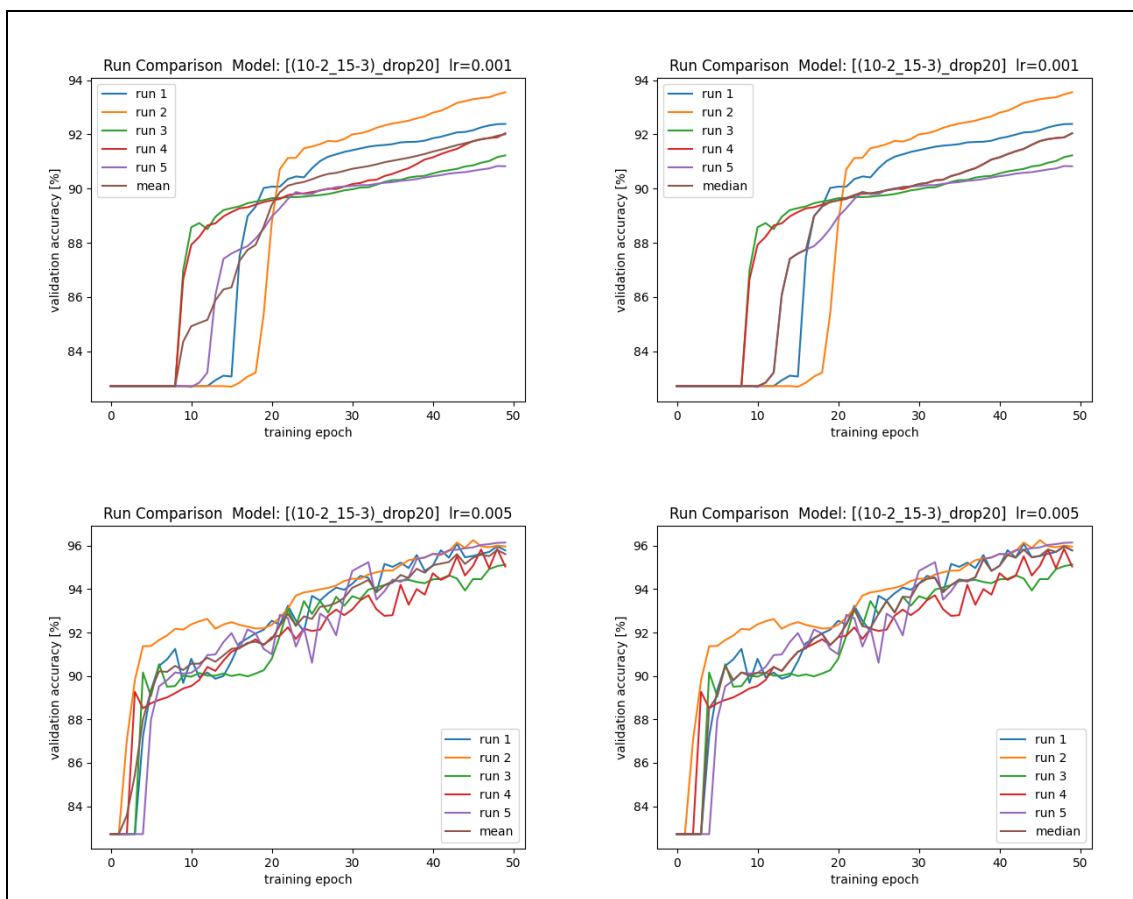 Run Comparison Model: [(10-2_15-3)_drop20] lr=0.001
validation accuracy [%]
94
92
90
88
86
84
run 1
run 2
run 3
run 4
run 5
mean
0 10 20 30 40 50
training epoch
Run Comparison Model: [(10-2_15-3)_drop20] lr=0.001
validation accuracy [%]
94
92
90
88
86
84
run 1
run 2
run 3
run 4
run 5
median
0 10 20 30 40 50
training epoch
Run Comparison Model: [(10-2_15-3)_drop20] lr=0.005
validation accuracy [%]
96
94
92
90
88
86
84
run 1
run 2
run 3
run 4
run 5
mean
0 10 20 30 40 50
training epoch
Run Comparison Model: [(10-2_15-3)_drop20] lr=0.005
validation accuracy [%]
96
94
92
90
88
86
84
run 1
run 2
run 3
run 4
run 5
median
0 10 20 30 40 50
training epoch